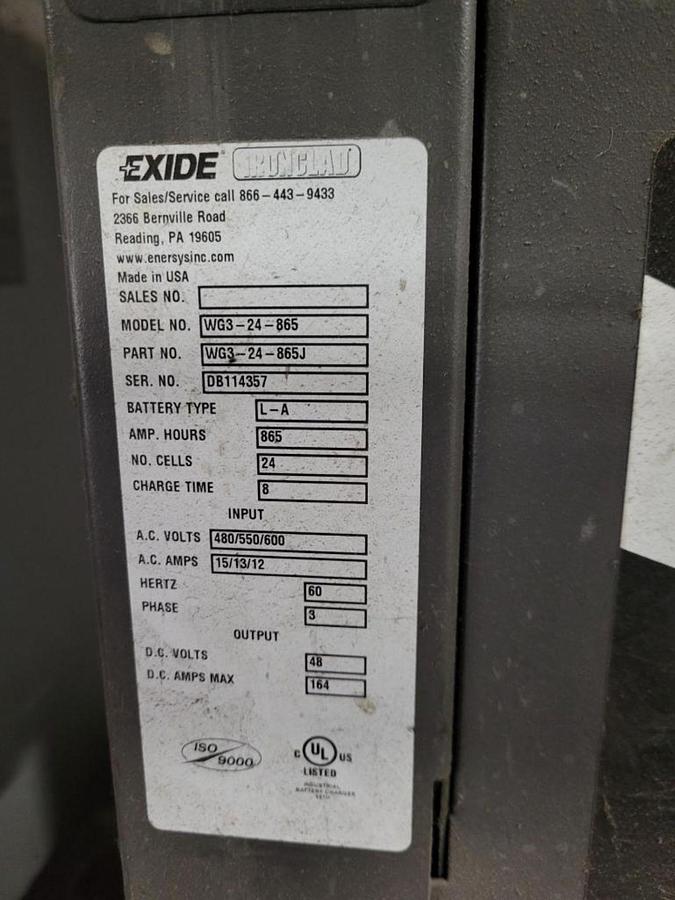 EXIDE IRONCLAD
For Sales/Service call 866-443-9433
2366 Bernville Road
Reading, PA 19605
www.enersysinc.com
Made in USA
SALES NO.
MODEL NO. WG3-24-865
PART NO. WG3-24-865J
SER. NO. DB114357
BATTERY TYPE L-A
AMP. HOURS 865
NO. CELLS 24
CHARGE TIME 8
INPUT
A.C. VOLTS 480/550/600
A.C. AMPS 15/13/12
HERTZ 60
PHASE 3
OUTPUT
D.C. VOLTS 48
D.C. AMPS MAX 164
ISO 9000
C UL US
LISTED
INDUSTRIAL
BATTERY CHARGER